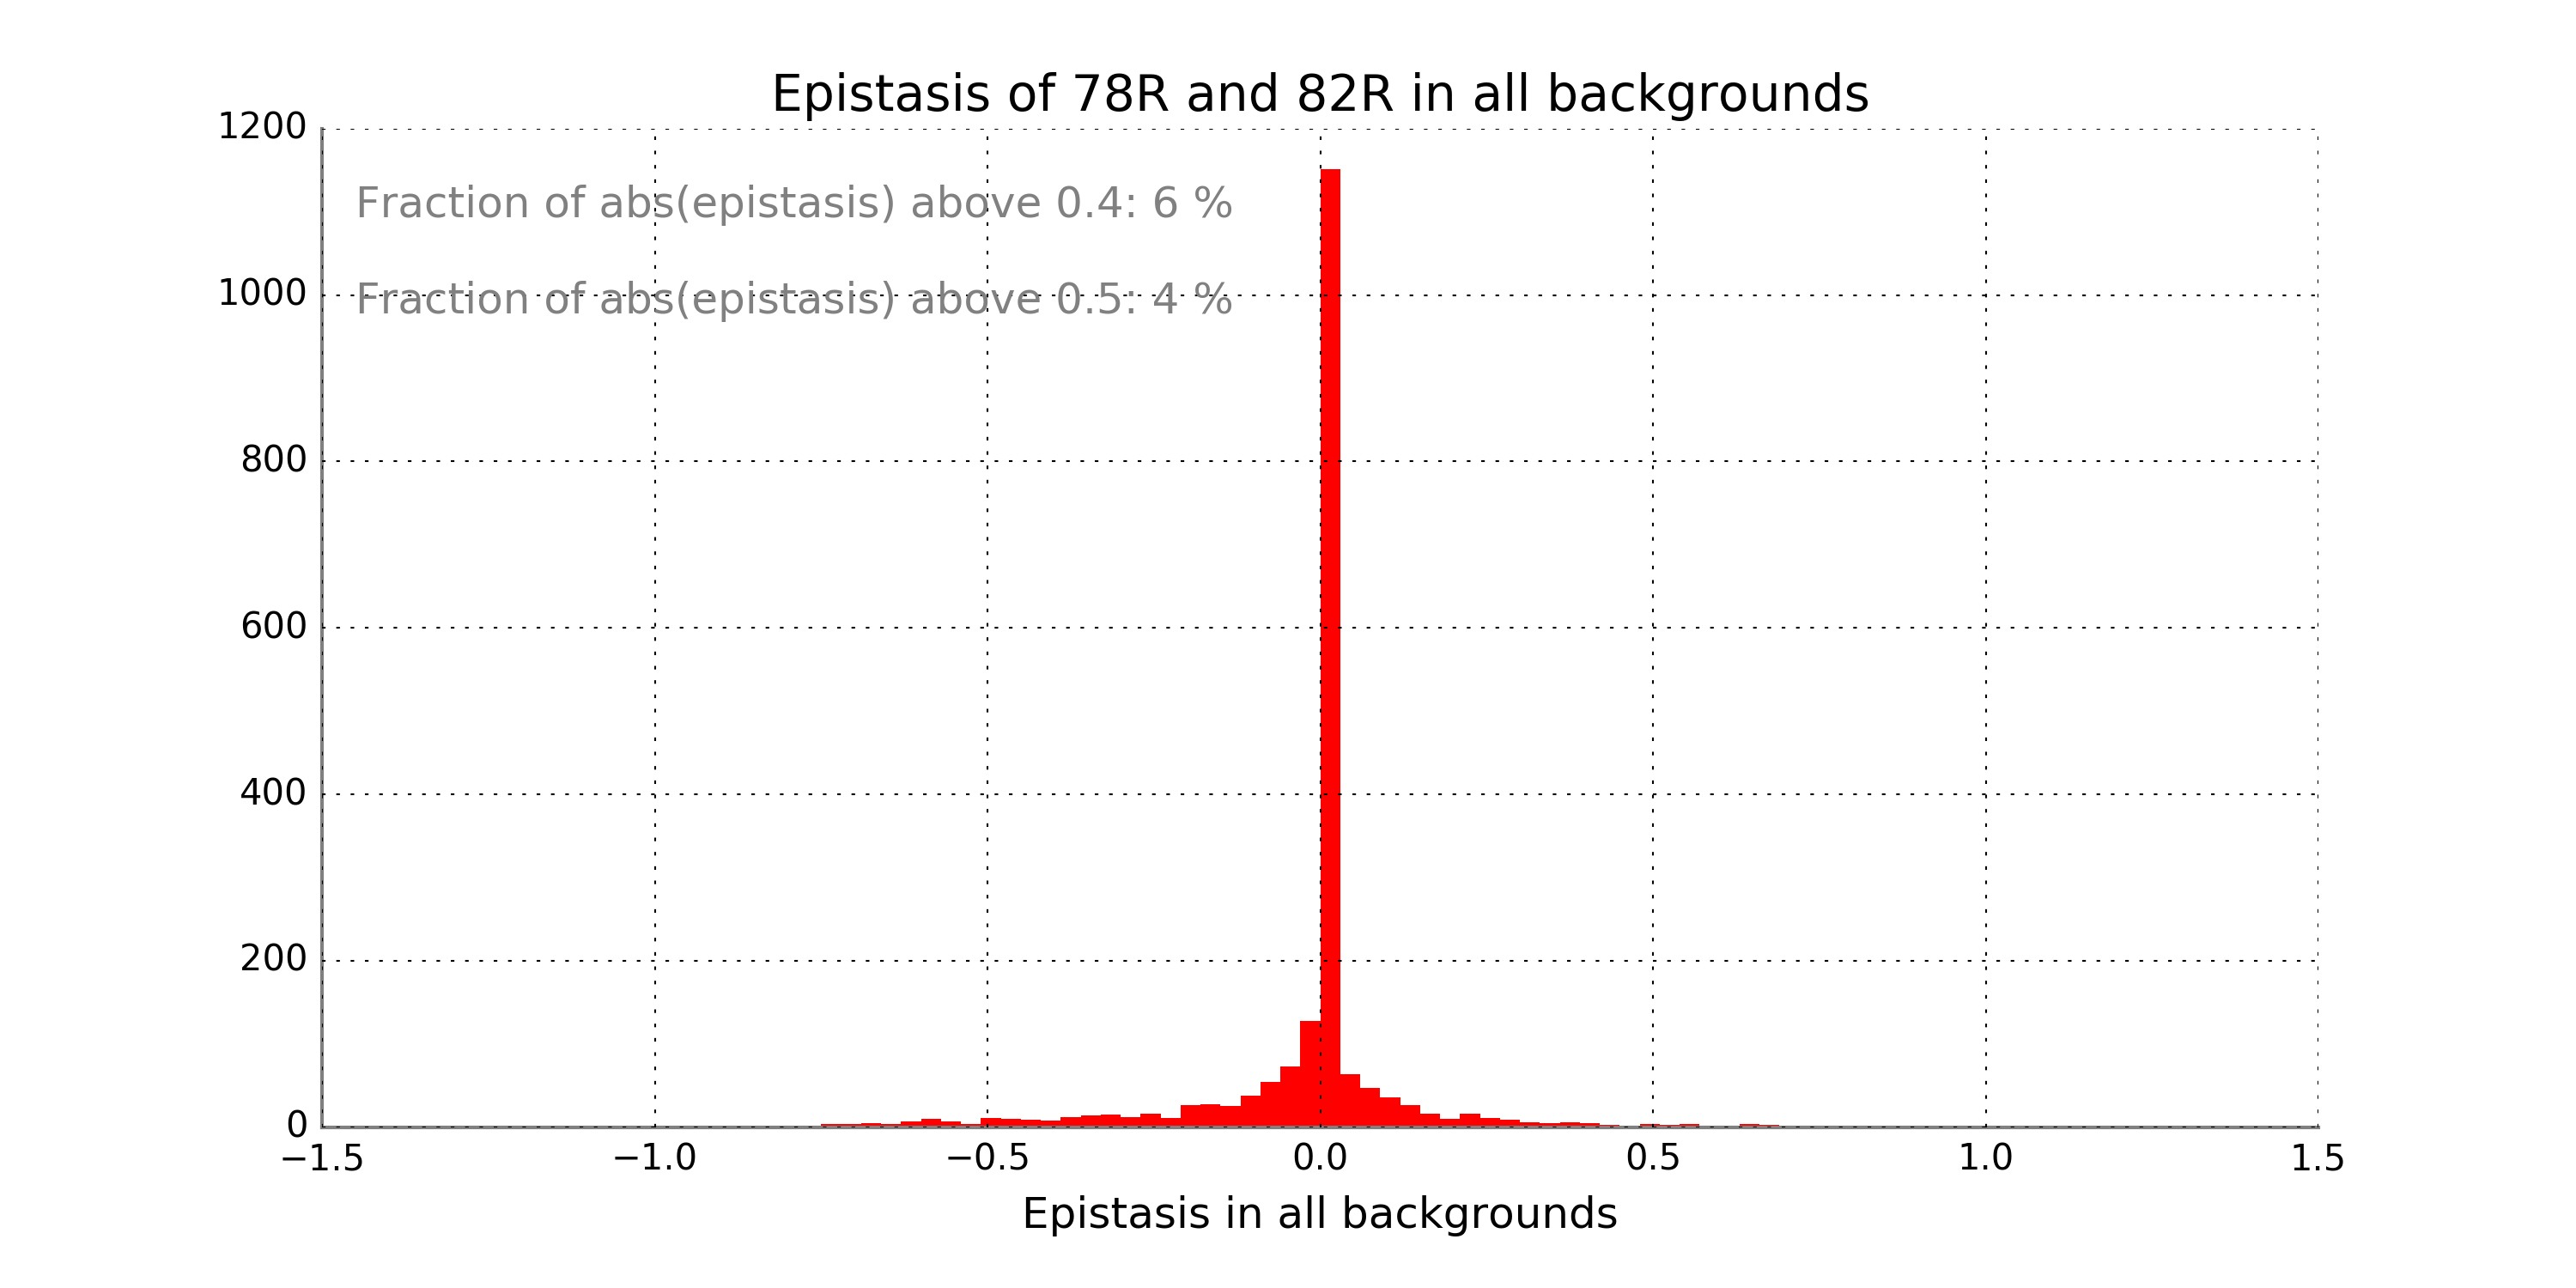 Epistasis of 78R and 82R in all backgrounds
1200
Fraction of abs(epistasis) above 0.4: 6 %
1000
Fraction of abs(epistasis) above 0.5: 4 %
800
600
400
200
0
−1.5 −1.0 −0.5 0.0 0.5 1.0 1.5
Epistasis in all backgrounds